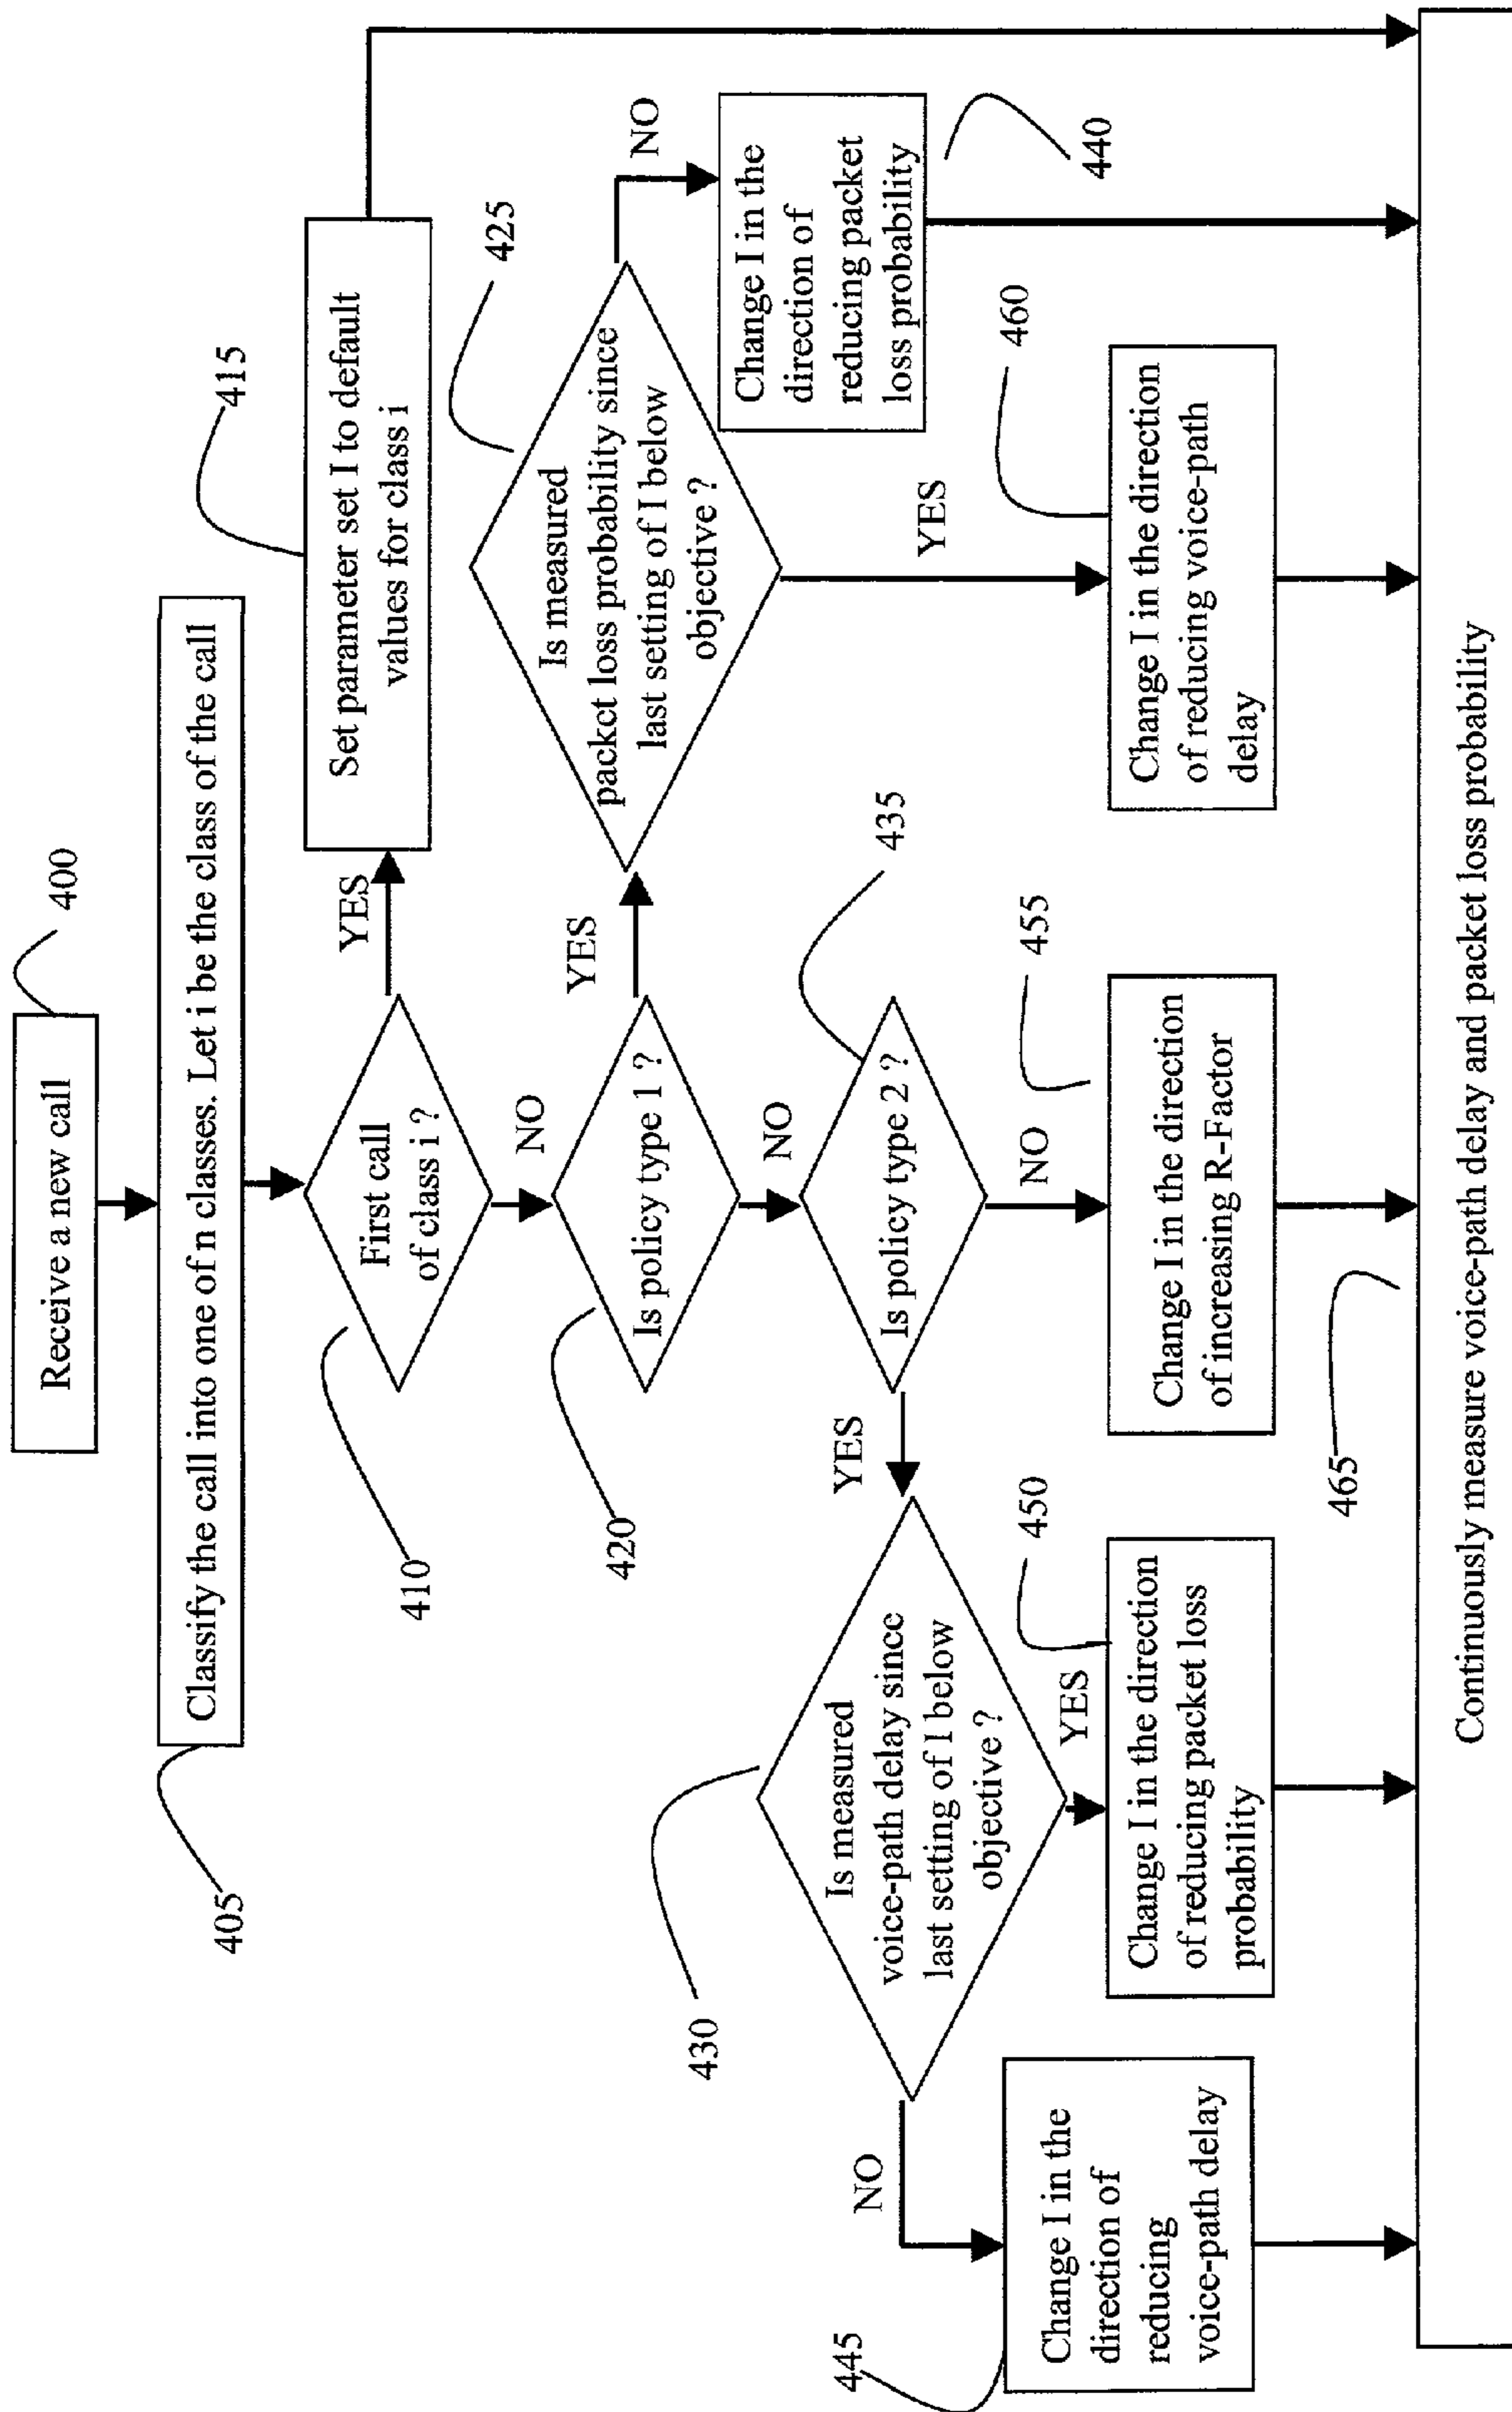 Receive a new call
400
Classify the call into one of n classes. Let i be the class of the call
405
First call
of class i ?
410
YES
Set parameter set I to default
values for class i
415
NO
Is policy type 1 ?
420
YES
Is measured
packet loss probability since
last setting of I below
objective ?
425
NO
Change I in the
direction of
reducing packet
loss probability
440
YES
Change I in the direction
of reducing voice-path
delay
460
NO
Is policy type 2 ?
435
NO
Change I in the direction
of increasing R-Factor
455
YES
Is measured
voice-path delay since
last setting of I below
objective ?
430
YES
Change I in the direction
of reducing packet loss
probability
450
NO
Change I in the
direction of
reducing
voice-path delay
445
465
Continuously measure voice-path delay and packet loss probability